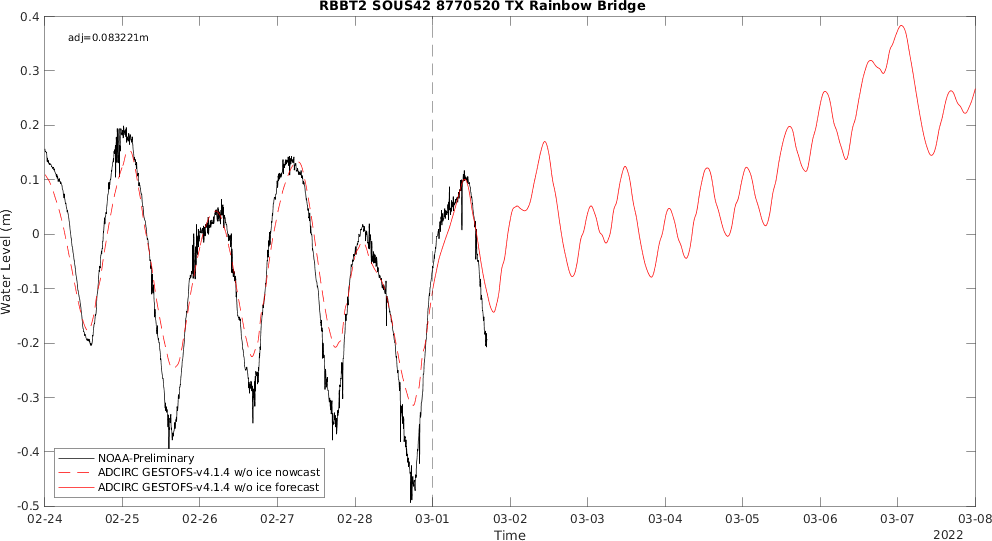 RBBT2 SOUS42 8770520 TX Rainbow Bridge
adj=0.083221m
0.4
0.3
0.2
0.1
0
-0.1
-0.2
-0.3
-0.4
-0.5
Water Level (m)
NOAA-Preliminary
ADCIRC GESTOFS-v4.1.4 w/o ice nowcast
ADCIRC GESTOFS-v4.1.4 w/o ice forecast
02-24 02-25 02-26 02-27 02-28 03-01 03-02 03-03 03-04 03-05 03-06 03-07 03-08
Time
2022